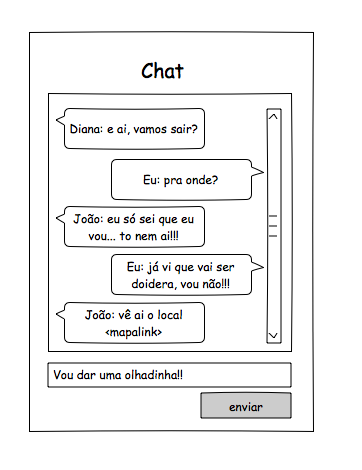 Chat
Diana: e ai, vamos sair?
Eu: pra onde?
João: eu só sei que eu
vou... to nem ai!!!
Eu: já vi que vai ser
doidera, vou não!!!
João: vê ai o local
<mapalink>
Vou dar uma olhadinha!!
enviar